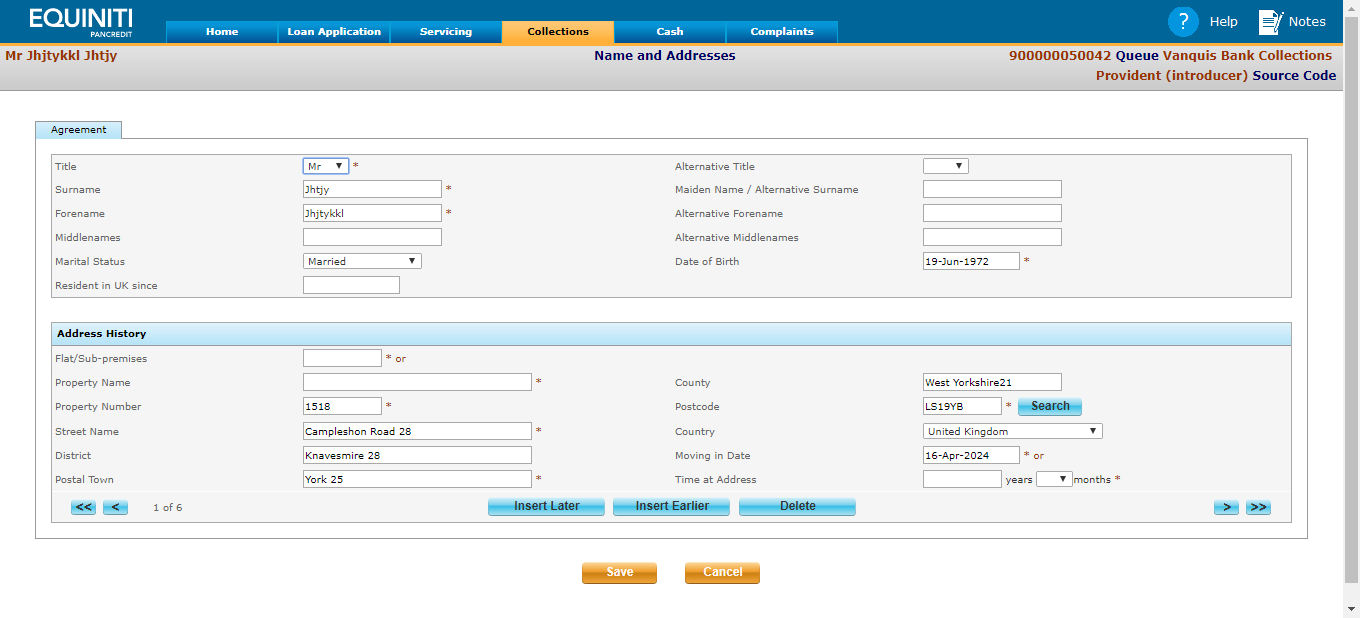 EQUINITI
PANCREDIT
Home Loan Application Servicing Collections Cash Complaints
? Help Notes
Mr Jhjtykkl Jhtjy Name and Addresses 900000050042 Queue Vanquis Bank Collections
Provident (introducer) Source Code
Agreement
Title Mr * Alternative Title
Surname Jhtjy * Maiden Name / Alternative Surname
Forename Jhjtykkl * Alternative Forename
Middlenames Alternative Middlenames
Marital Status Married Date of Birth 19-Jun-1972 *
Resident in UK since
Address History
Flat/Sub-premises * or
Property Name * County West Yorkshire21
Property Number 1518 * Postcode LS19YB * Search
Street Name Campleshon Road 28 * Country United Kingdom
District Knavesmire 28 Moving in Date 16-Apr-2024 * or
Postal Town York 25 * Time at Address years months *
<< < 1 of 6 Insert Later Insert Earlier Delete > >>
Save Cancel